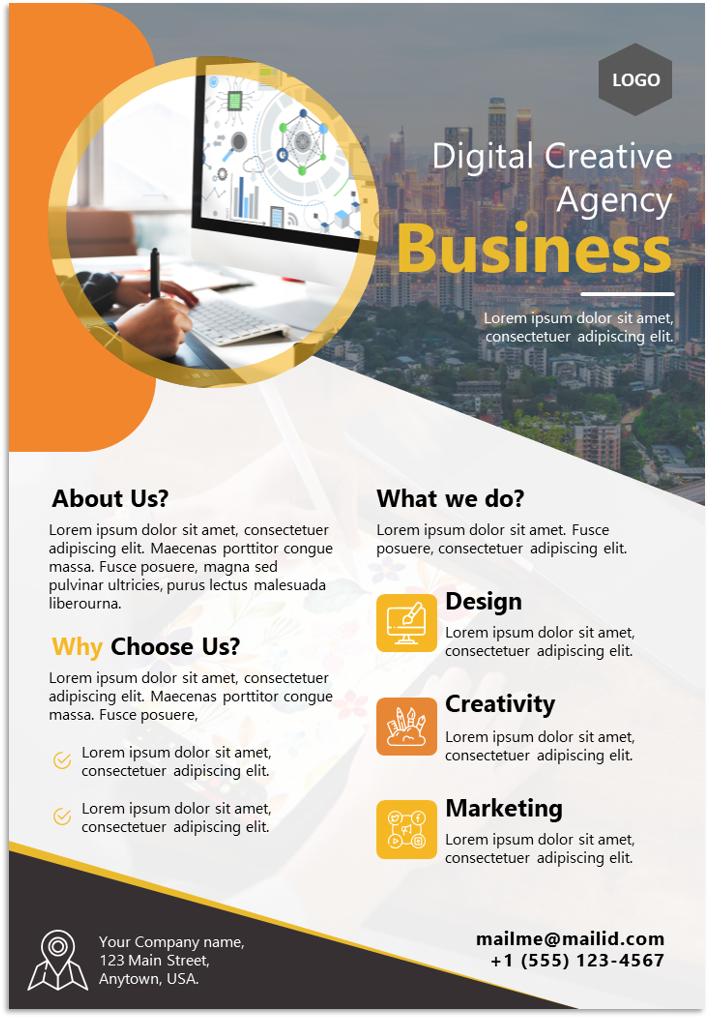 LOGO
Digital Creative
Agency
Business
Lorem ipsum dolor sit amet,
consectetuer adipiscing elit.
About Us?
Lorem ipsum dolor sit amet, consectetuer
adipiscing elit. Maecenas porttitor congue
massa. Fusce posuere, magna sed
pulvinar ultricies, purus lectus malesuada
liberourna.
Why Choose Us?
Lorem ipsum dolor sit amet, consectetuer
adipiscing elit. Maecenas porttitor congue
massa. Fusce posuere,
Lorem ipsum dolor sit amet,
consectetuer adipiscing elit.
Lorem ipsum dolor sit amet,
consectetuer adipiscing elit.
What we do?
Lorem ipsum dolor sit amet. Fusce
posuere, consectetuer adipiscing elit.
Design
Lorem ipsum dolor sit amet,
consectetuer adipiscing elit.
Creativity
Lorem ipsum dolor sit amet,
consectetuer adipiscing elit.
Marketing
Lorem ipsum dolor sit amet,
consectetuer adipiscing elit.
Your Company name,
123 Main Street,
Anytown, USA.
mailme@mailid.com
+1 (555) 123-4567